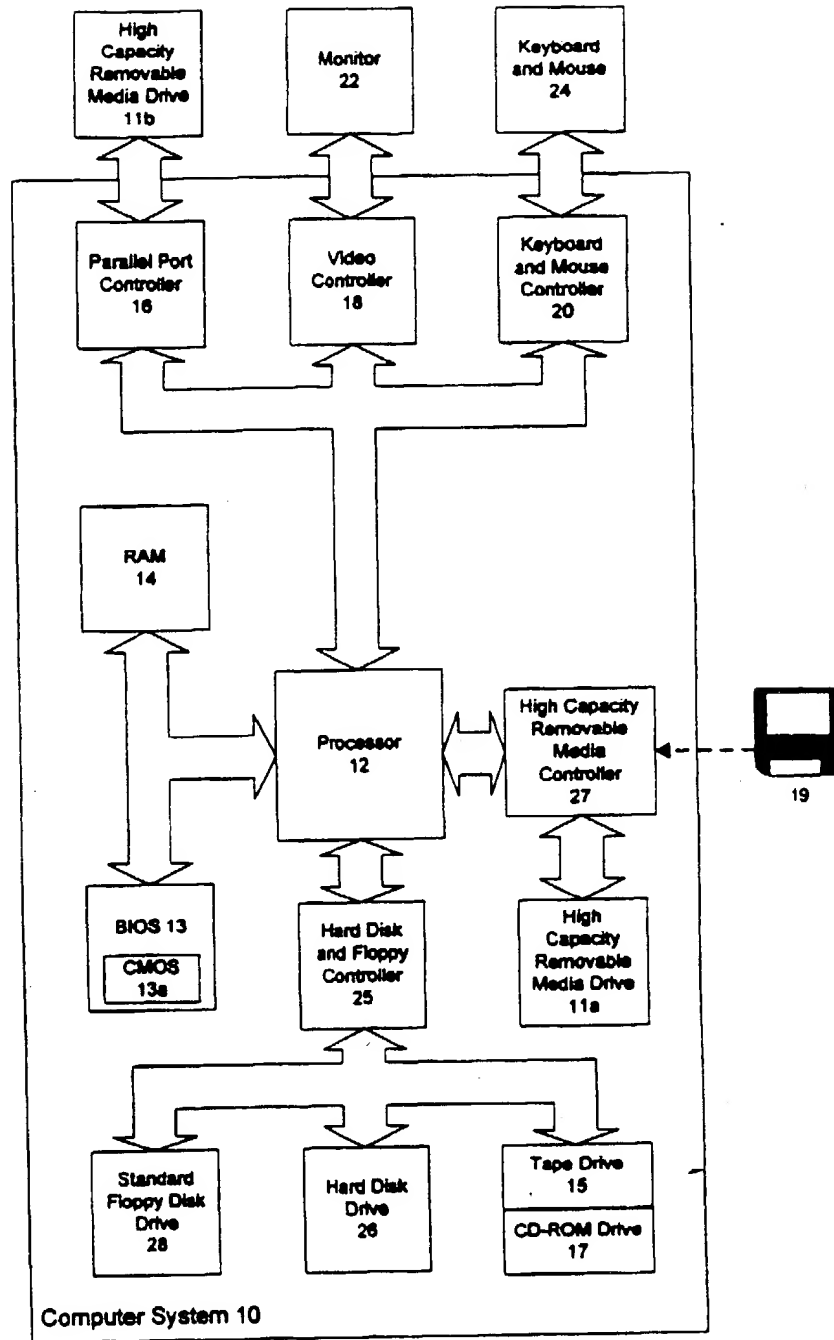 High
Capacity
Removable
Media Drive
11b
Monitor
22
Keyboard
and Mouse
24
Parallel Port
Controller
16
Video
Controller
18
Keyboard
and Mouse
Controller
20
RAM
14
Processor
12
High Capacity
Removable
Media
Controller
27
19
BIOS 13
CMOS
13a
Hard Disk
and Floppy
Controller
25
High
Capacity
Removable
Media Drive
11a
Standard
Floppy Disk
Drive
28
Hard Disk
Drive
26
Tape Drive
15
CD-ROM Drive
17
Computer System 10